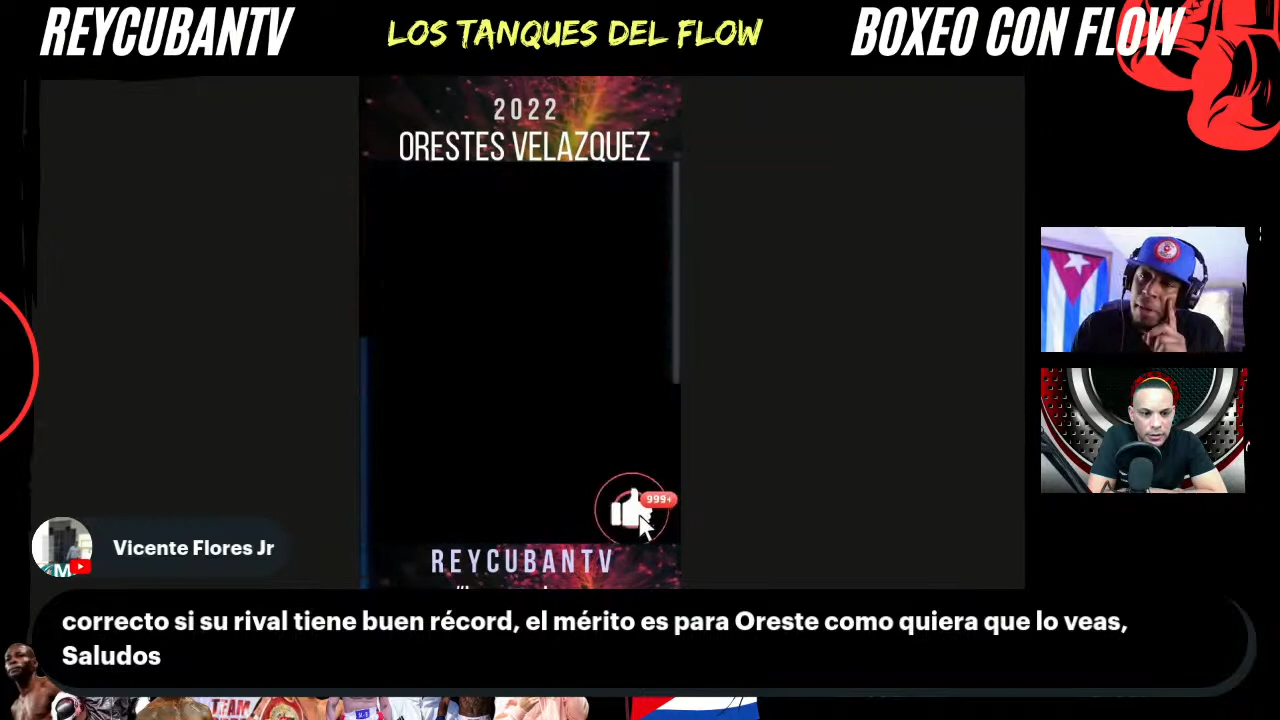 REYCUBANTV
LOS TANQUES DEL FLOW
BOXEO CON FLOW
2022
ORESTES VELAZQUEZ
999+
REYCUBANTV
Vicente Flores Jr
M
correcto si su rival tiene buen récord, el mérito es para Oreste como quiera que lo veas,
Saludos
TEAM